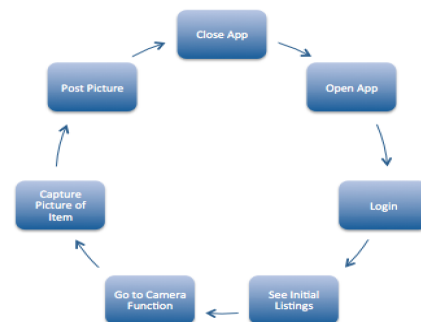 Close App
Open App
Login
See Initial
Listings
Go to Camera
Function
Capture
Picture of
Item
Post Picture